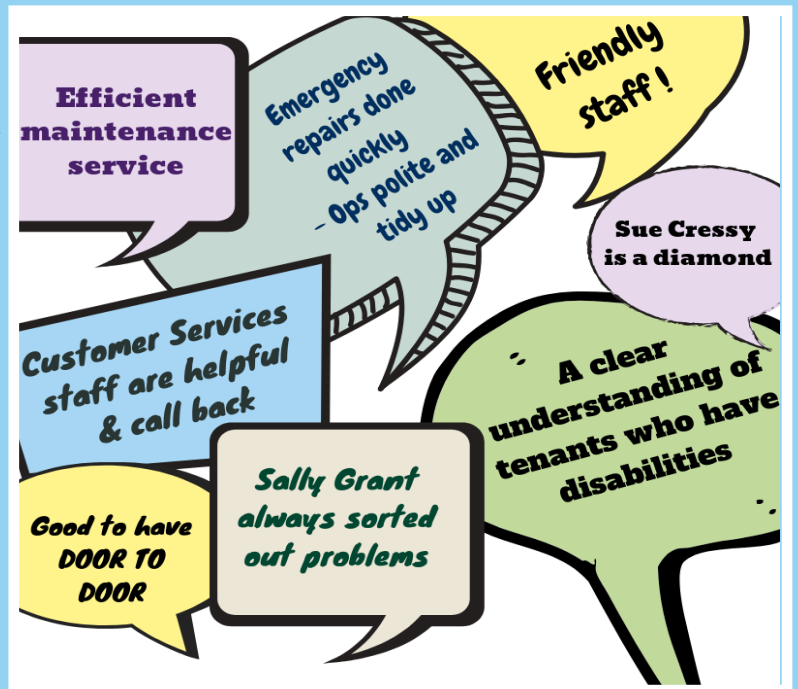 Efficient
maintenance
service
Emergency
repairs done
quickly
- Ops polite and
tidy up
Friendly
staff !
Sue Cressy
is a diamond
Customer Services
staff are helpful
& call back
A clear
understanding of
tenants who have
disabilities
Sally Grant
always sorted
out problems
Good to have
DOOR TO
DOOR